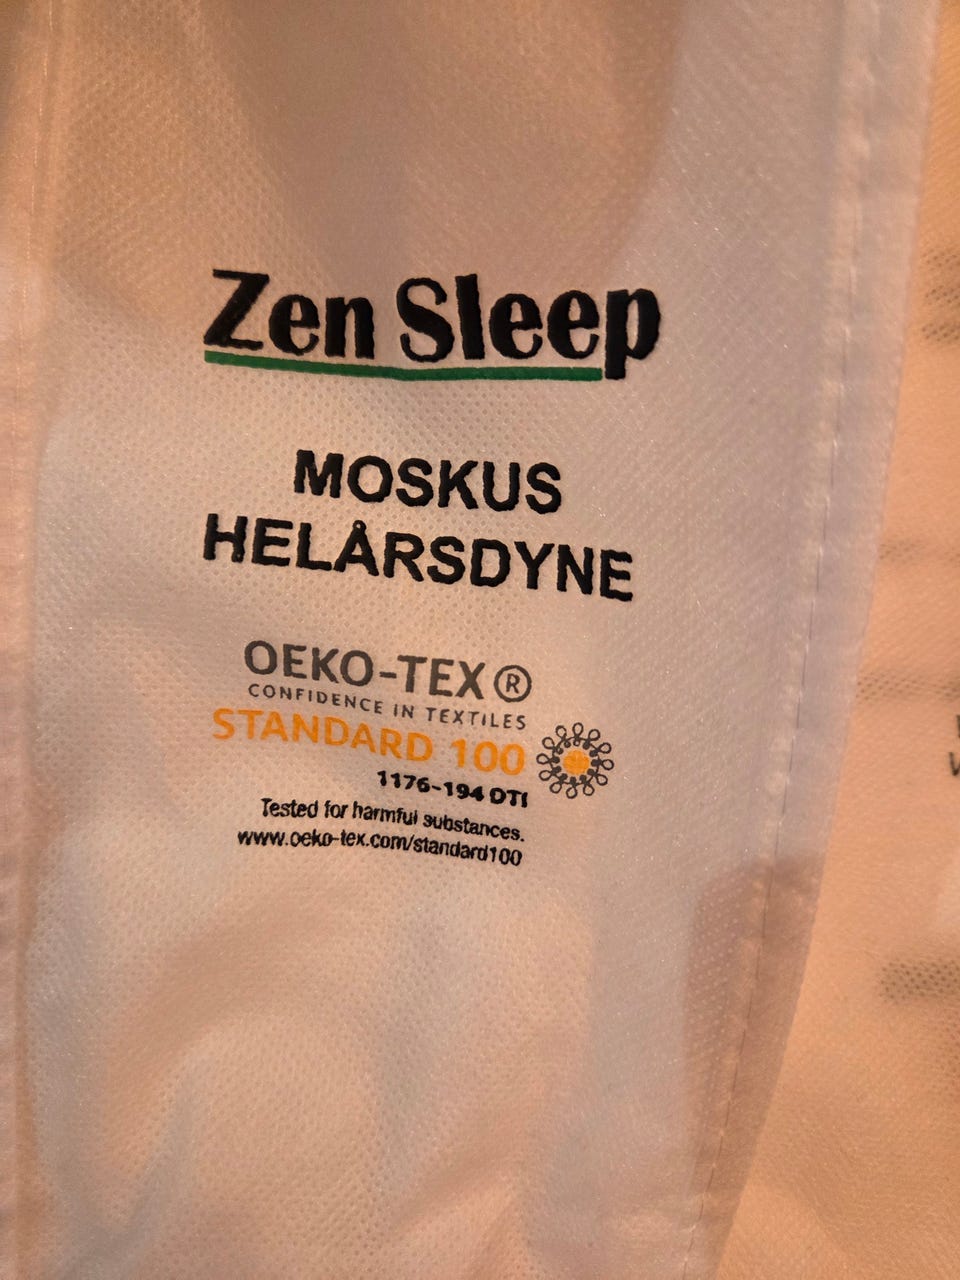 Zen Sleep
MOSKUS
HELÅRSDYNE
OEKO-TEX®
CONFIDENCE IN TEXTILES
STANDARD 100
1176-194 DTI
Tested for harmful substances.
www.oeko-tex.com/standard100